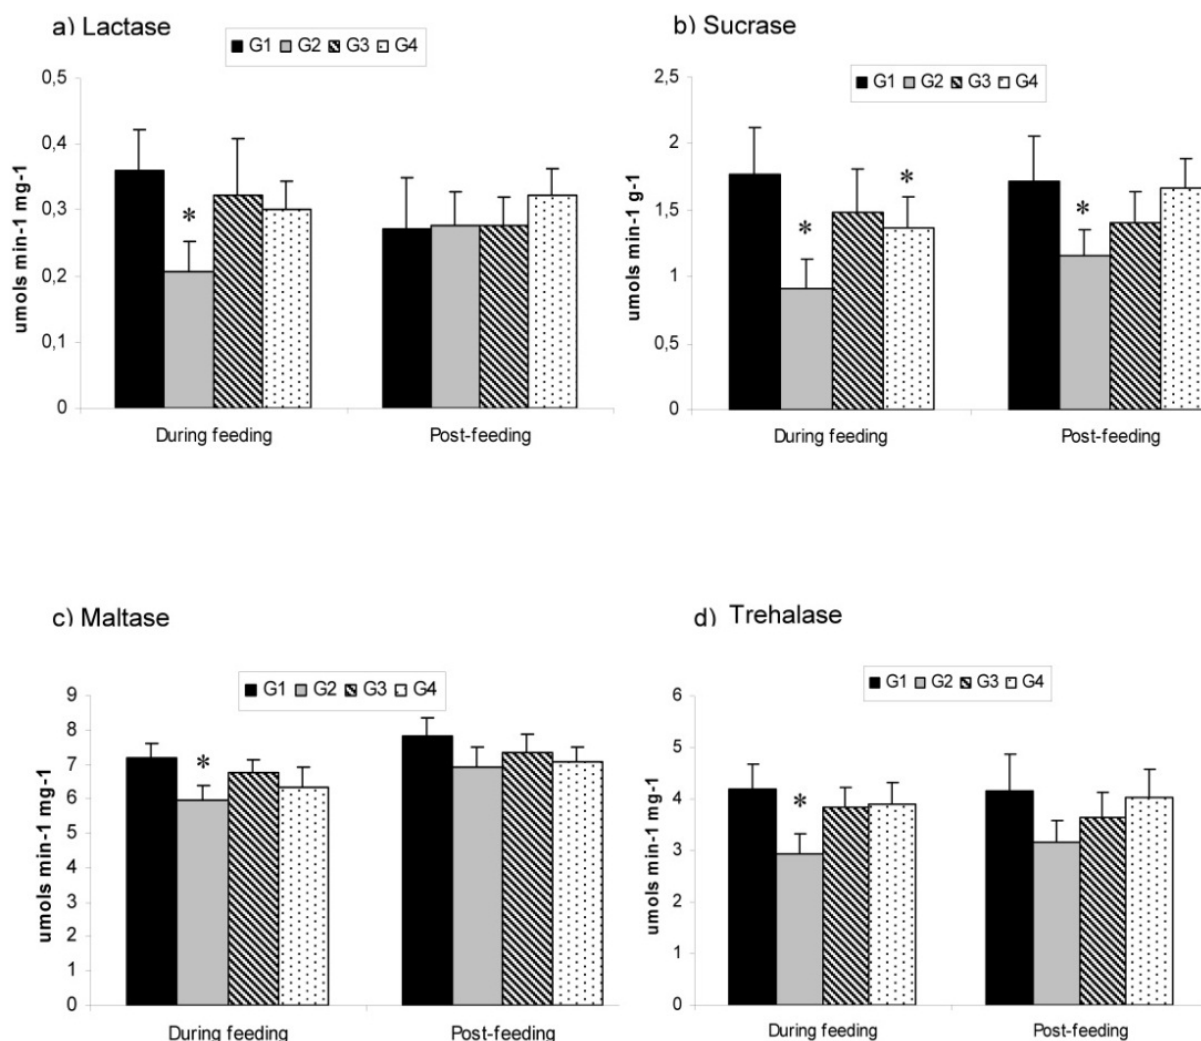 a) Lactase
G1 G2 G3 G4
0,5
0,4
0,3
0,2
0,1
0
umols min-1 mg-1
*
During feeding Post-feeding
b) Sucrase
G1 G2 G3 G4
2,5
2
1,5
1
0,5
0
umols min-1 g-1
* * *
During feeding Post-feeding
c) Maltase
G1 G2 G3 G4
9
8
7
6
5
4
3
2
1
0
umols min-1 mg-1
*
During feeding Post-feeding
d) Trehalase
G1 G2 G3 G4
6
5
4
3
2
1
0
umols min-1 mg-1
*
During feeding Post-feeding